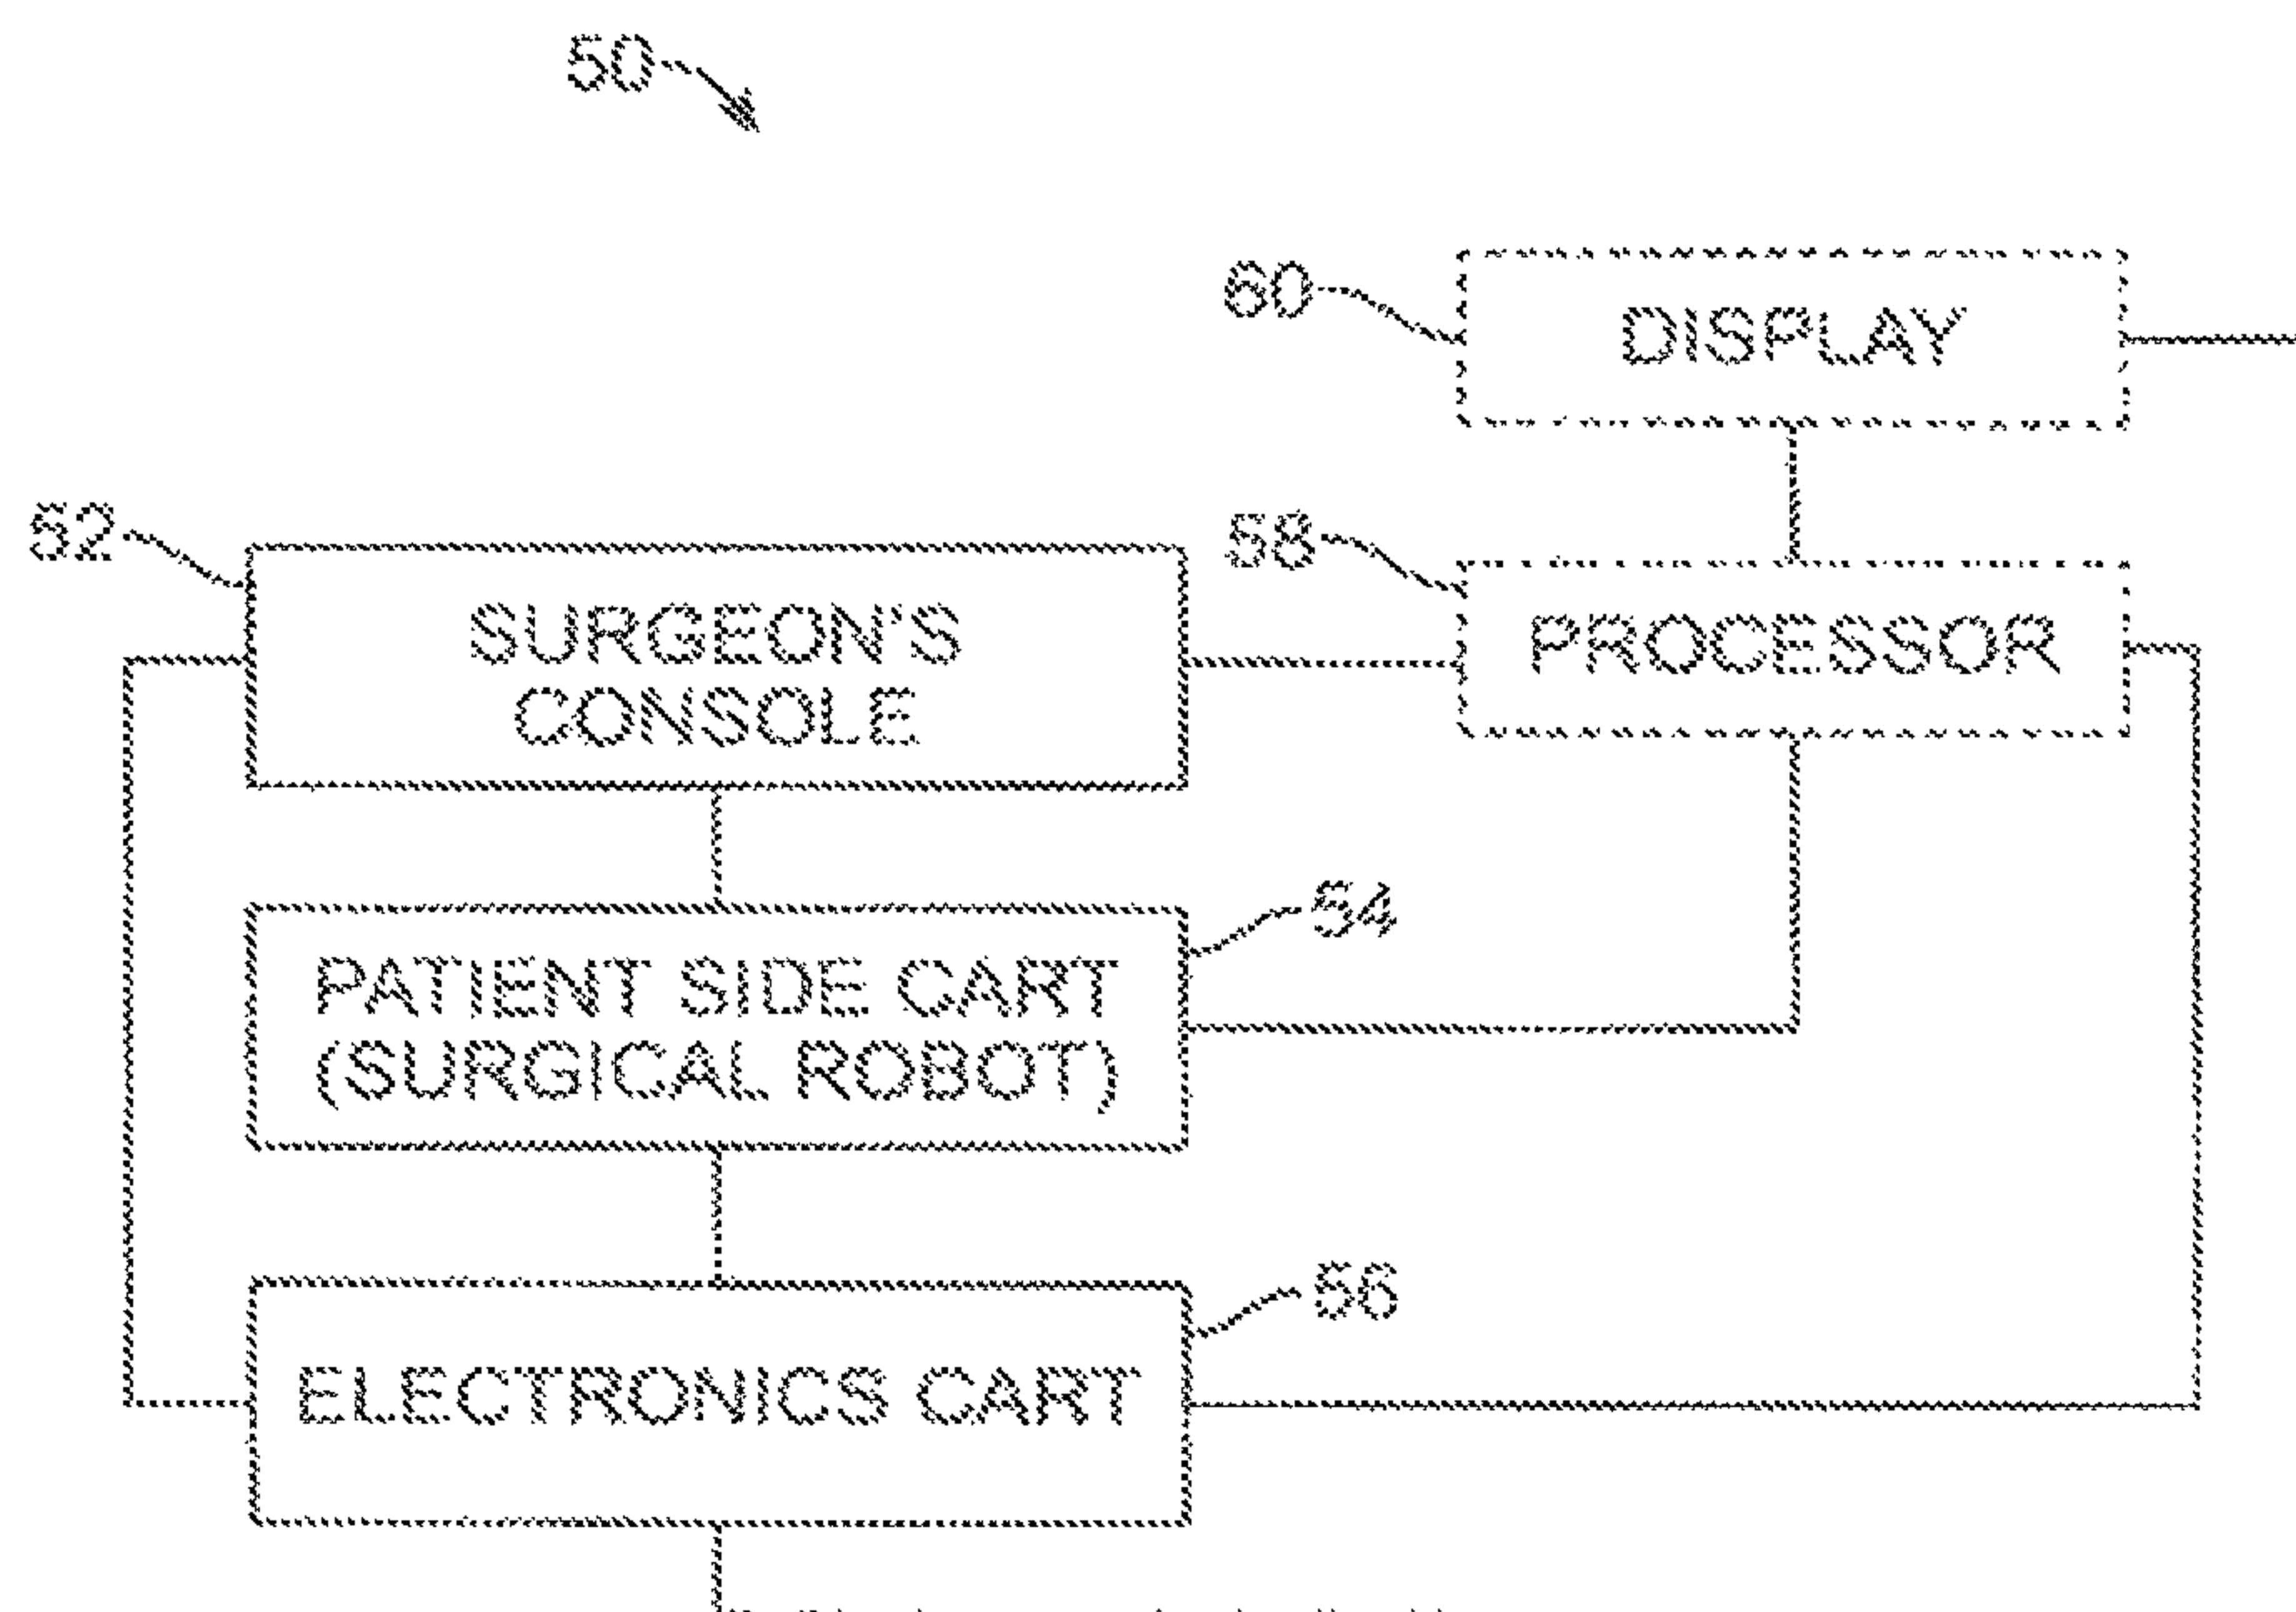 50
60
DISPLAY
52
58
SURGEON'S
CONSOLE
PROCESSOR
54
PATIENT SIDE CART
(SURGICAL ROBOT)
56
ELECTRONICS CART